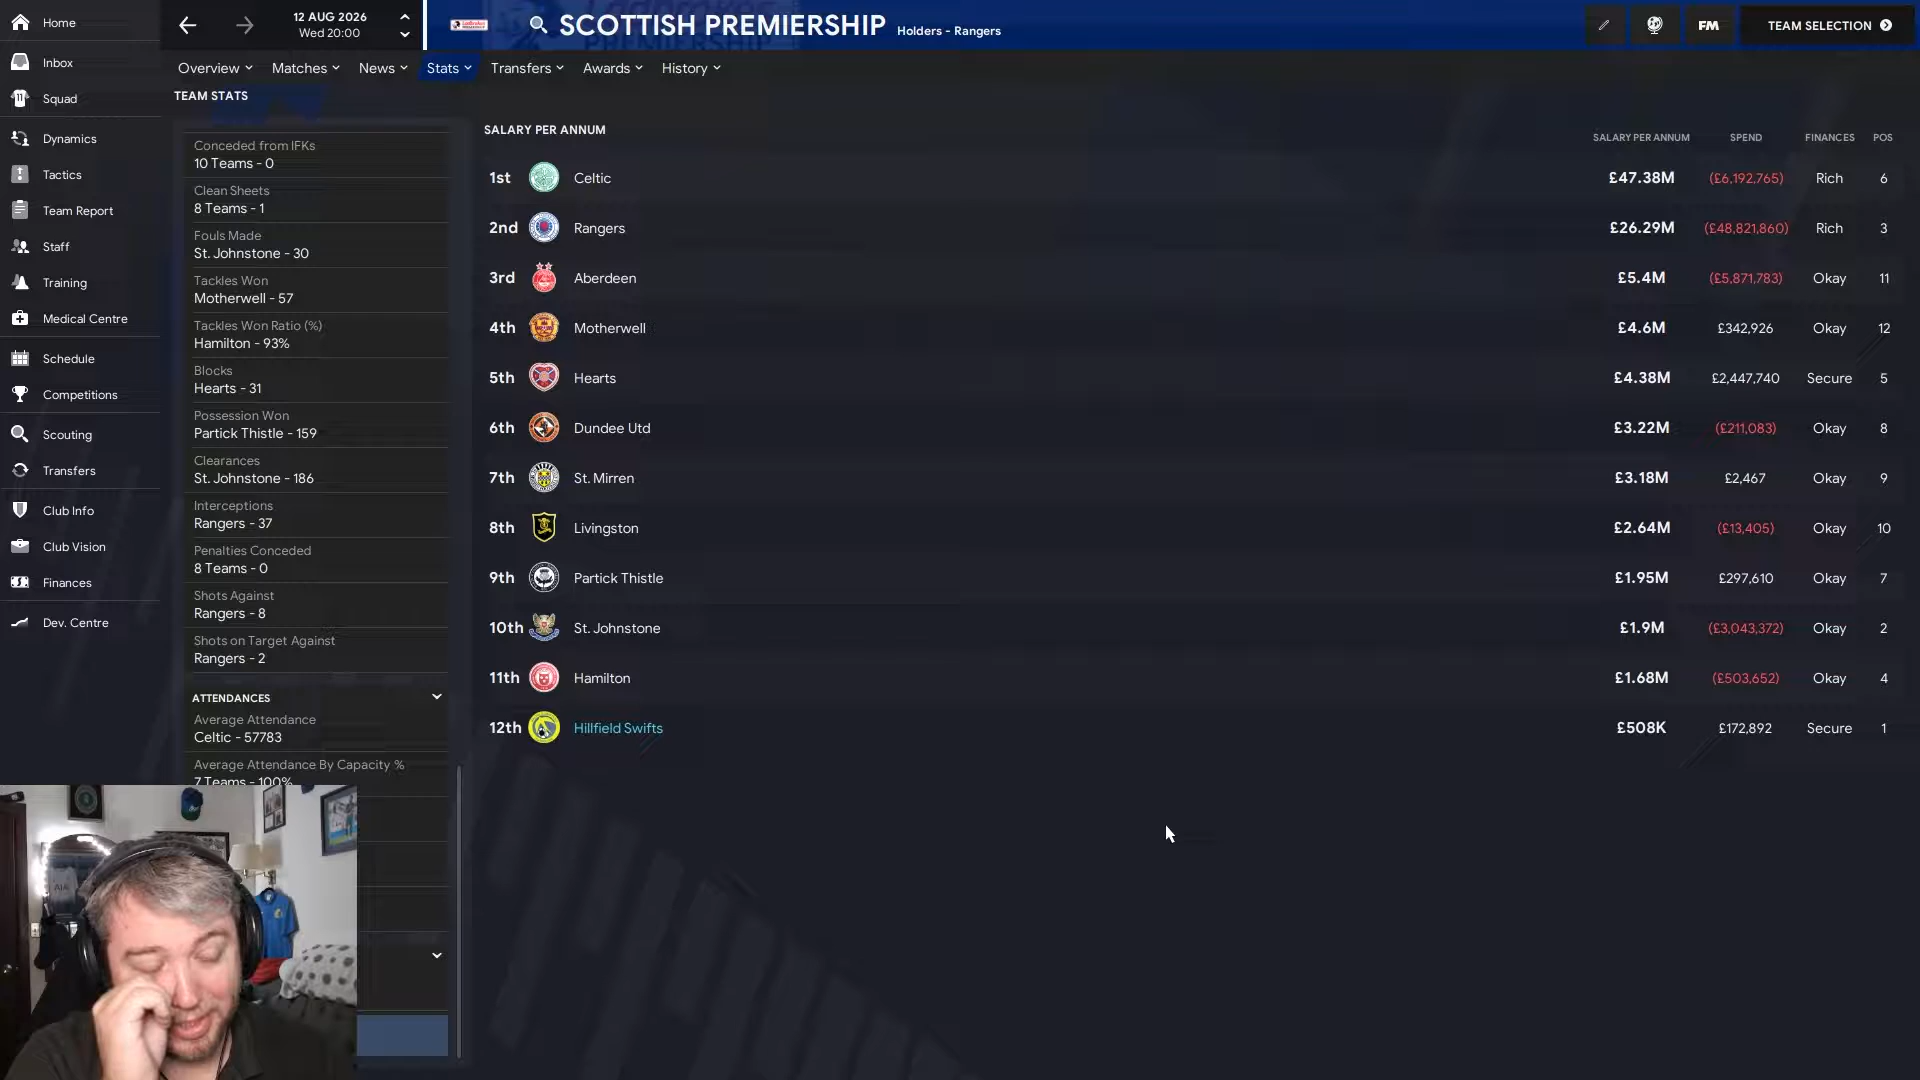 Home
Inbox
Squad
Dynamics
Tactics
Team Report
Staff
Training
Medical Centre
Schedule
Competitions
Scouting
Transfers
Club Info
Club Vision
Finances
Dev. Centre
12 AUG 2026
Wed 20:00
SCOTTISH PREMIERSHIP Holders - Rangers
FM
TEAM SELECTION
Overview Matches News Stats Transfers Awards History
TEAM STATS
Conceded from IFKs
10 Teams - 0
Clean Sheets
8 Teams - 1
Fouls Made
St. Johnstone - 30
Tackles Won
Motherwell - 57
Tackles Won Ratio (%)
Hamilton - 93%
Blocks
Hearts - 31
Possession Won
Partick Thistle - 159
Clearances
St. Johnstone - 186
Interceptions
Rangers - 37
Penalties Conceded
8 Teams - 0
Shots Against
Rangers - 8
Shots on Target Against
Rangers - 2
ATTENDANCES
Average Attendance
Celtic - 57783
Average Attendance By Capacity %
7 Teams - 100%
SALARY PER ANNUM
SALARY PER ANNUM SPEND FINANCES POS
1st Celtic £47.38M (£6,192,765) Rich 6
2nd Rangers £26.29M (£48,821,860) Rich 3
3rd Aberdeen £5.4M (£5,871,783) Okay 11
4th Motherwell £4.6M £342,926 Okay 12
5th Hearts £4.38M £2,447,740 Secure 5
6th Dundee Utd £3.22M (£211,083) Okay 8
7th St. Mirren £3.18M £2,467 Okay 9
8th Livingston £2.64M (£13,405) Okay 10
9th Partick Thistle £1.95M £297,610 Okay 7
10th St. Johnstone £1.9M (£3,043,372) Okay 2
11th Hamilton £1.68M (£503,652) Okay 4
12th Hillfield Swifts £508K £172,892 Secure 1